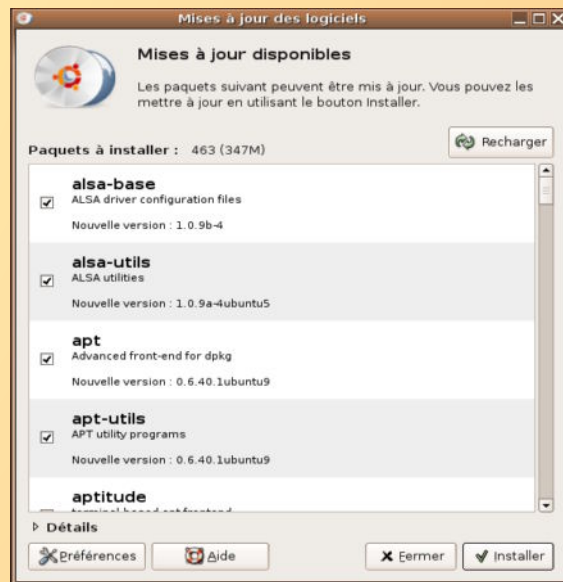 Mises à jour des logiciels
Mises à jour disponibles
Les paquets suivant peuvent être mis à jour. Vous pouvez les
mettre à jour en utilisant le bouton Installer.
Paquets à installer : 463 (347M)
Recharger
alsa-base
ALSA driver configuration files
Nouvelle version : 1.0.9b-4
alsa-utils
ALSA utilities
Nouvelle version : 1.0.9a-4ubuntu5
apt
Advanced front-end for dpkg
Nouvelle version : 0.6.40.1ubuntu9
apt-utils
APT utility programs
Nouvelle version : 0.6.40.1ubuntu9
aptitude
terminal-based apt frontend
Détails
Préférences
Aide
Fermer
Installer